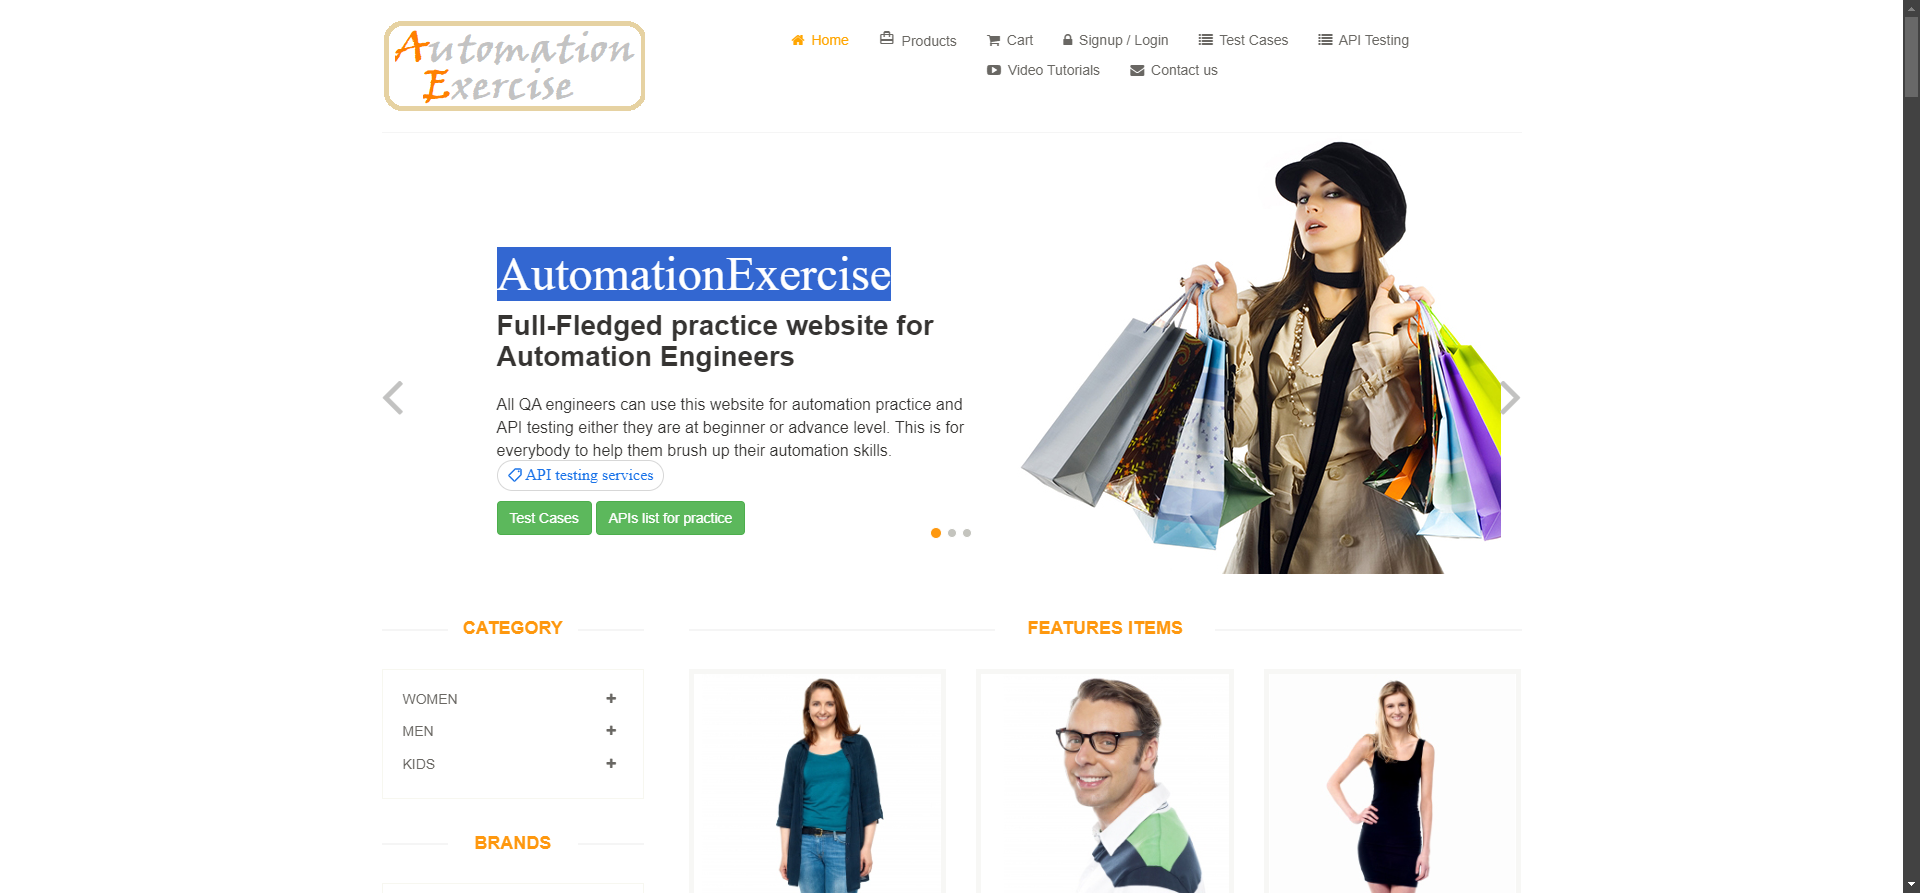 Automation
Exercise
Home
Products
Cart
Signup / Login
Test Cases
API Testing
Video Tutorials
Contact us
AutomationExercise
Full-Fledged practice website for
Automation Engineers
All QA engineers can use this website for automation practice and
API testing either they are at beginner or advance level. This is for
everybody to help them brush up their automation skills.
API testing services
Test Cases
APIs list for practice
CATEGORY
FEATURES ITEMS
WOMEN
MEN
KIDS
BRANDS